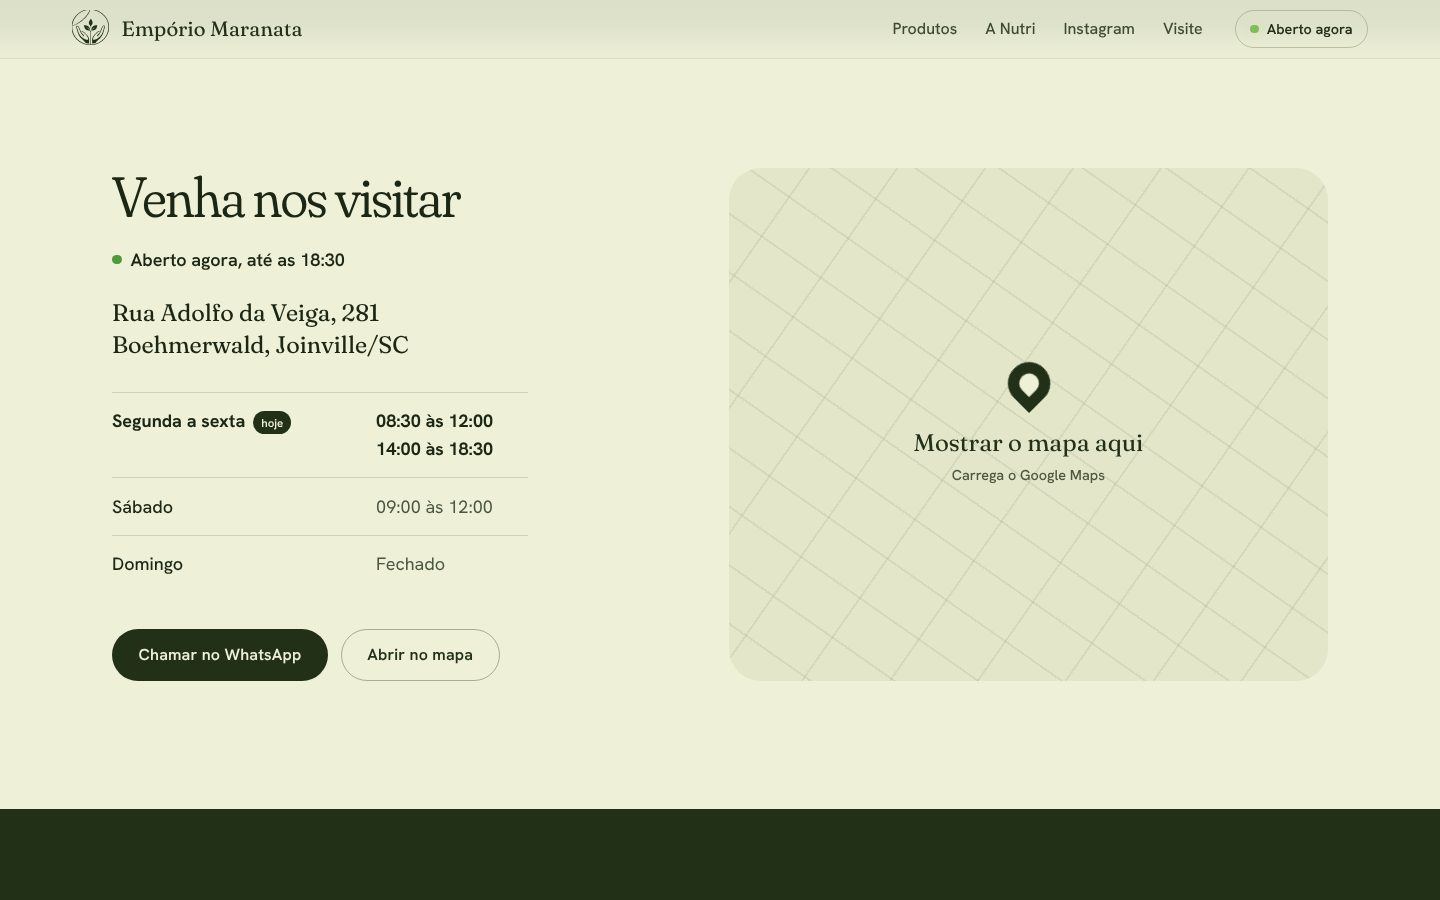 Empório Maranata
Produtos
A Nutri
Instagram
Visite
Aberto agora
Venha nos visitar
Aberto agora, até as 18:30
Rua Adolfo da Veiga, 281
Boehmerwald, Joinville/SC
Segunda a sexta hoje 08:30 às 12:00
14:00 às 18:30
Sábado 09:00 às 12:00
Domingo Fechado
Chamar no WhatsApp
Abrir no mapa
Mostrar o mapa aqui
Carrega o Google Maps